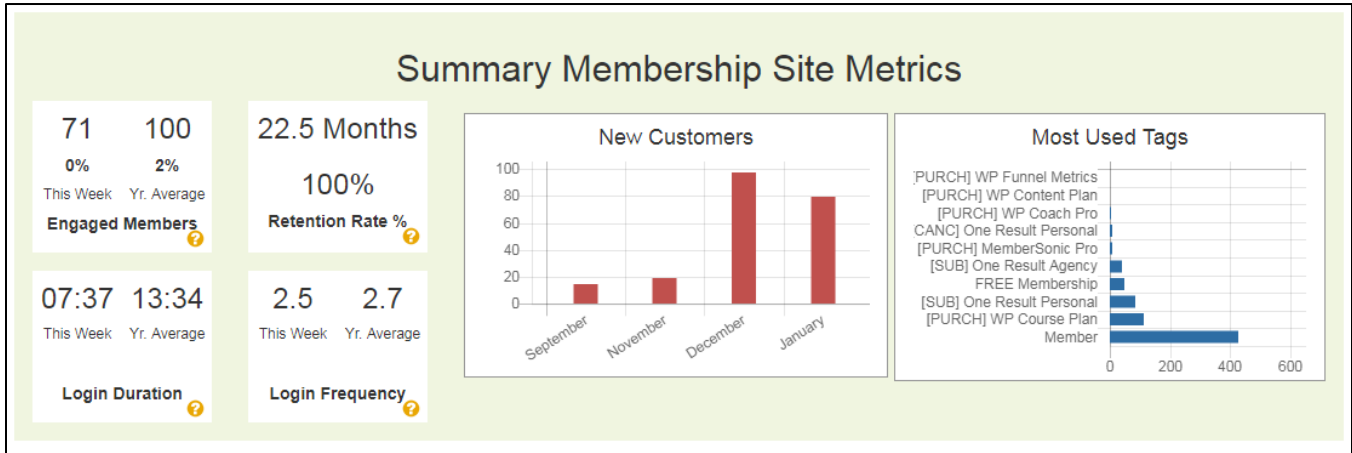 Summary Membership Site Metrics
71 100
0% 2%
This Week Yr. Average
Engaged Members
?
22.5 Months
100%
Retention Rate %
?
07:37 13:34
This Week Yr. Average
Login Duration
?
2.5 2.7
This Week Yr. Average
Login Frequency
?
New Customers
100
80
60
40
20
0
September November December January
Most Used Tags
[PURCH] WP Funnel Metrics
[PURCH] WP Content Plan
[PURCH] WP Coach Pro
CANC] One Result Personal
[PURCH] MemberSonic Pro
[SUB] One Result Agency
FREE Membership
[SUB] One Result Personal
[PURCH] WP Course Plan
Member
0 200 400 600